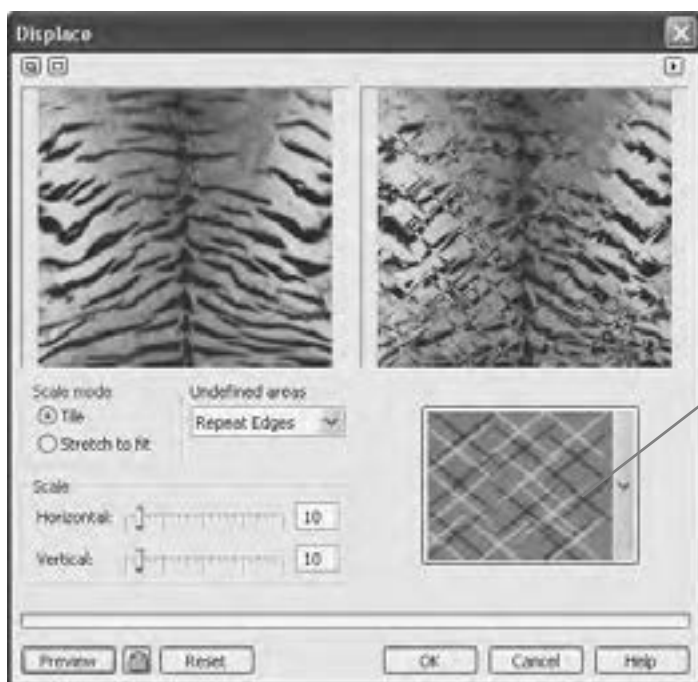 Displace
Scale mode
Tile
Stretch to fit
Undefined areas
Repeat Edges
Scale
Horizontal: 10
Vertical: 10
Preview Reset OK Cancel Help